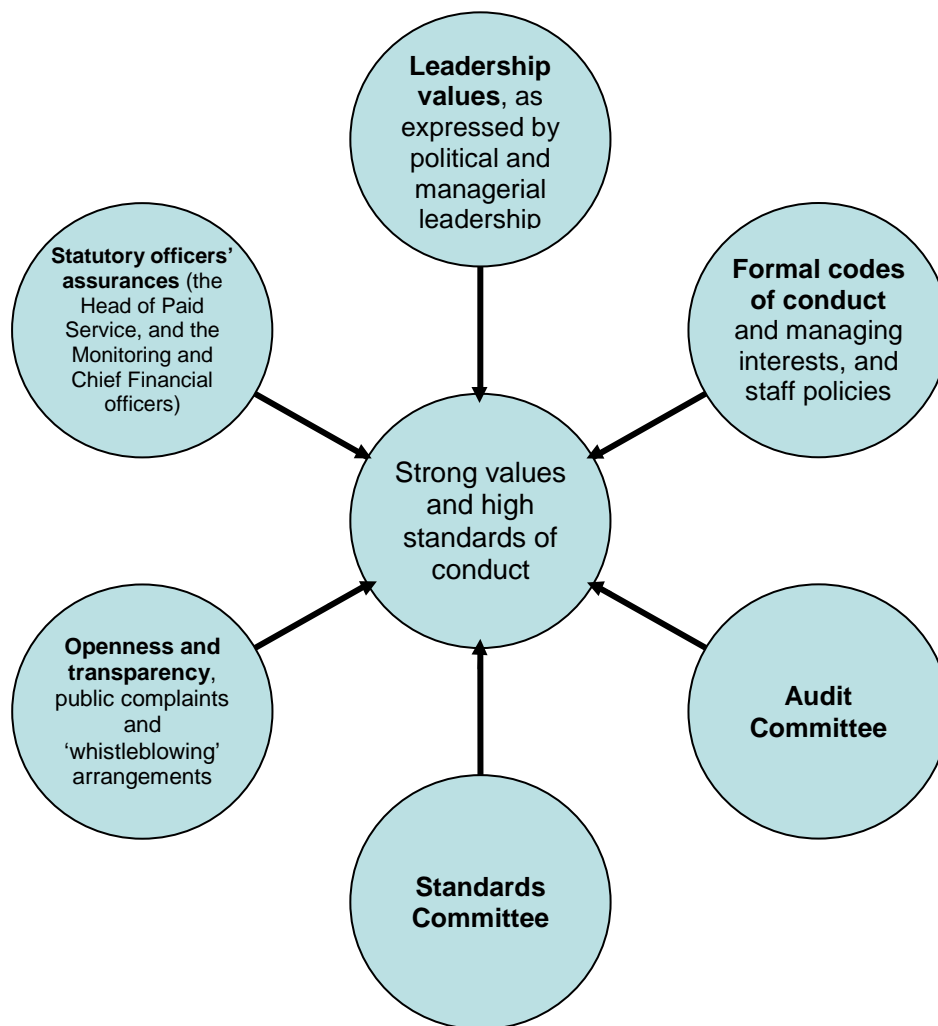 Leadership
values, as
expressed by
political and
managerial
leadership
Statutory officers’
assurances (the
Head of Paid
Service, and the
Monitoring and
Chief Financial
officers)
Formal codes
of conduct
and managing
interests, and
staff policies
Strong values
and high
standards of
conduct
Openness and
transparency,
public complaints
and
‘whistleblowing’
arrangements
Audit
Committee
Standards
Committee